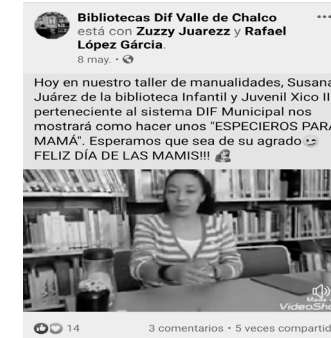 Bibliotecas Dif Valle de Chalco
está con Zuzzy Juarezz y Rafael
López Gárcia.
8 may. •
Hoy en nuestro taller de manualidades, Susana
Juárez de la biblioteca Infantil y Juvenil Xico II
perteneciente al sistema DIF Municipal nos
mostrará como hacer unos "ESPECIEROS PARA
MAMÁ". Esperamos que sea de su agrado
FELIZ DÍA DE LAS MAMIS!!!
Made
VideoSho
14
3 comentarios • 5 veces compartid